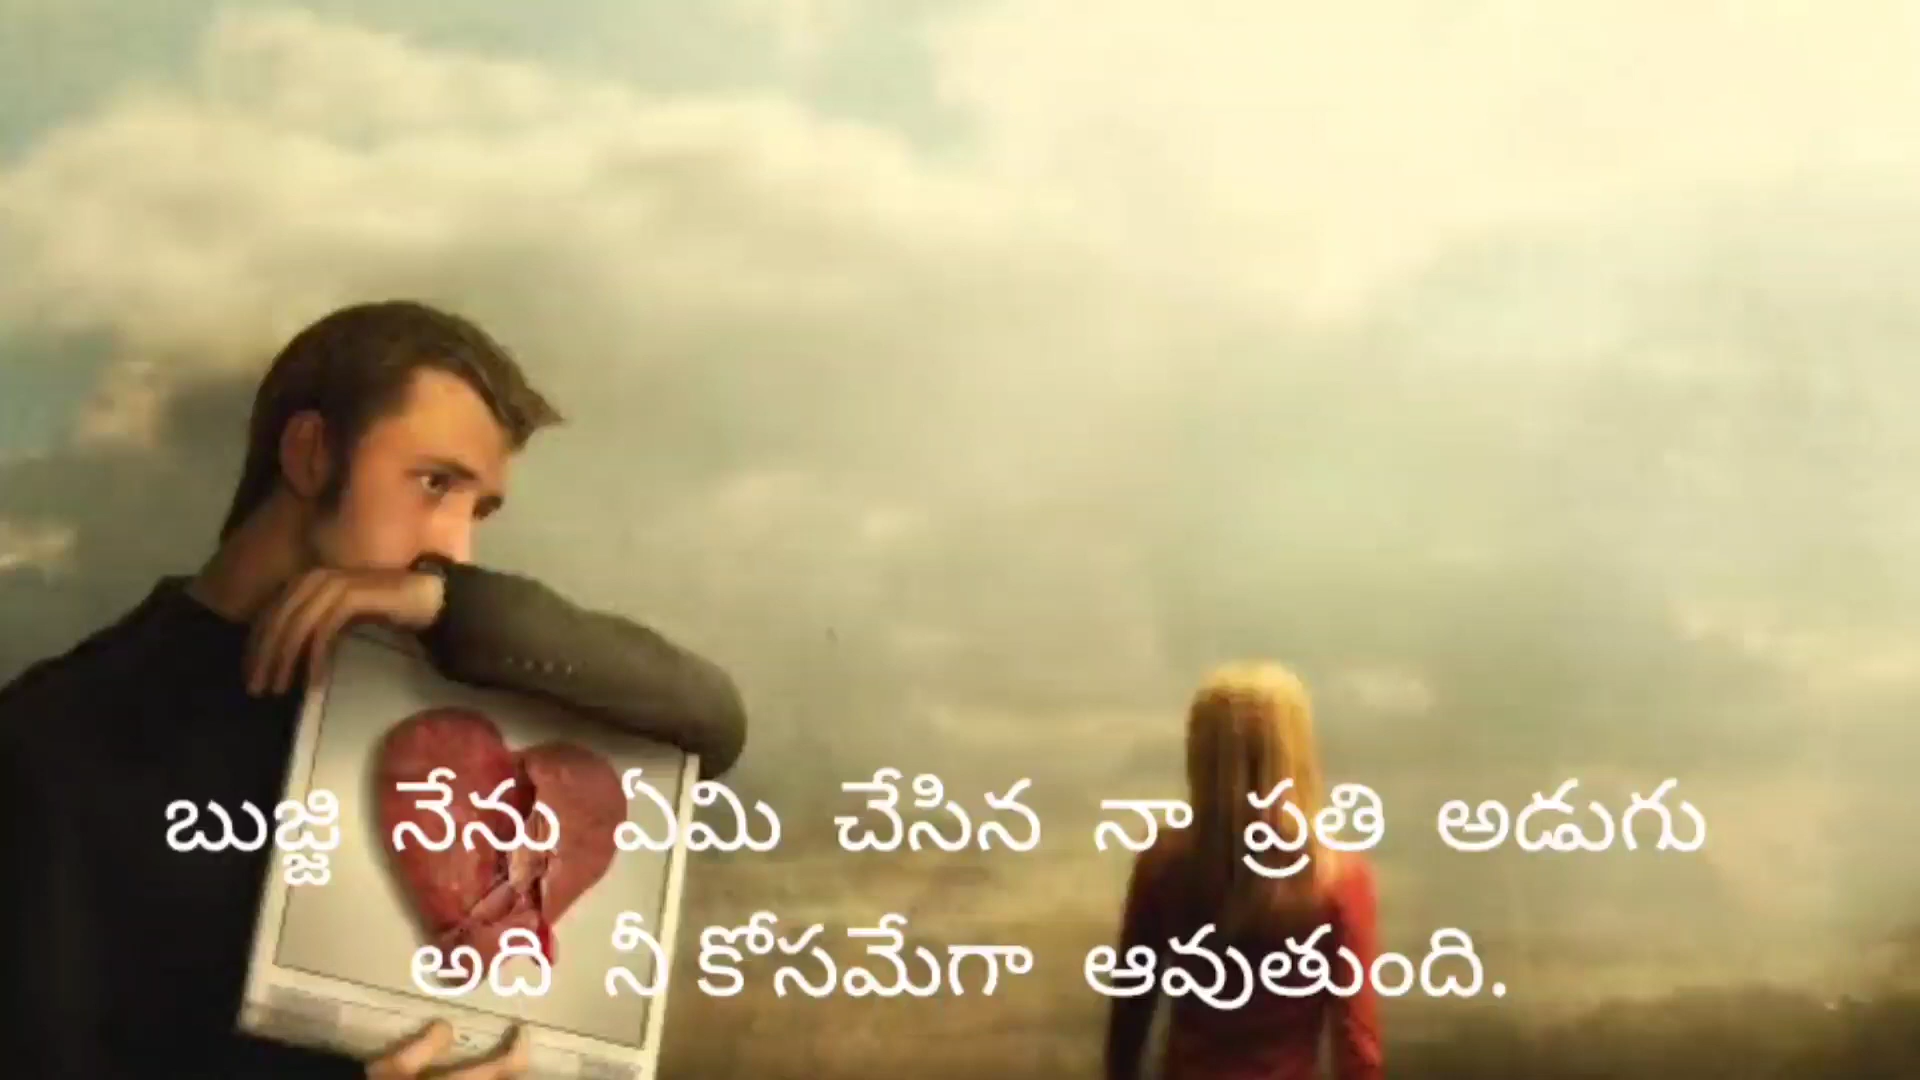 బుజ్జి నేను ఏమి చేసిన నా ప్రతి అడుగు
అది నీ కోసమేగా ఆవుతుంది.